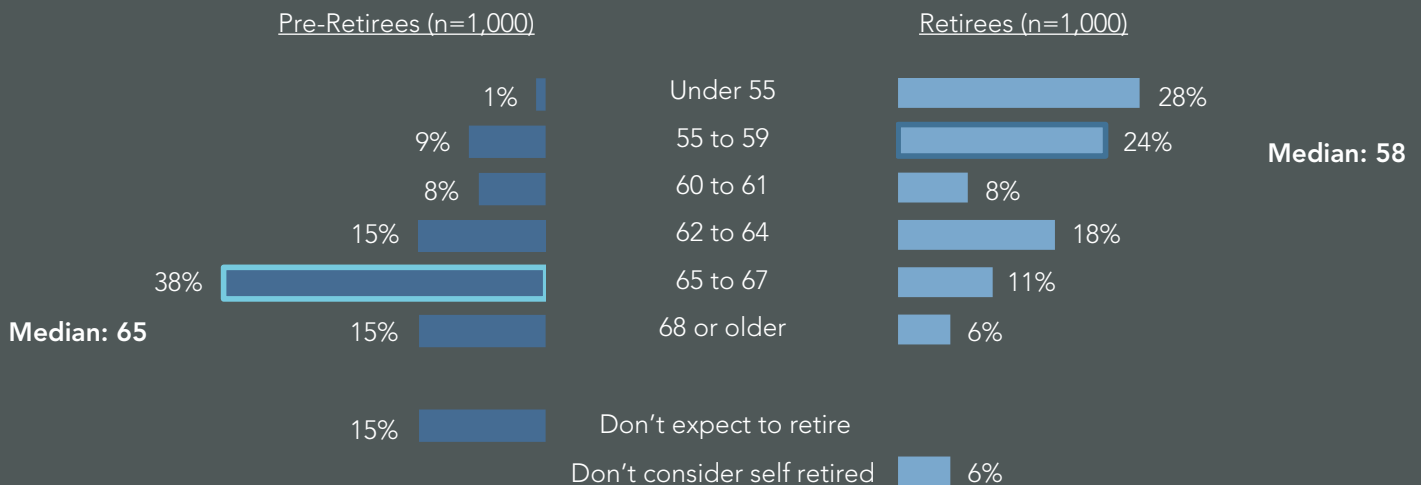 Pre-Retirees (n=1,000) Retirees (n=1,000)
1% Under 55 28%
9% 55 to 59 24%
Median: 58
8% 60 to 61 8%
15% 62 to 64 18%
38% 65 to 67 11%
Median: 65 15% 68 or older 6%
15% Don’t expect to retire
Don’t consider self retired 6%